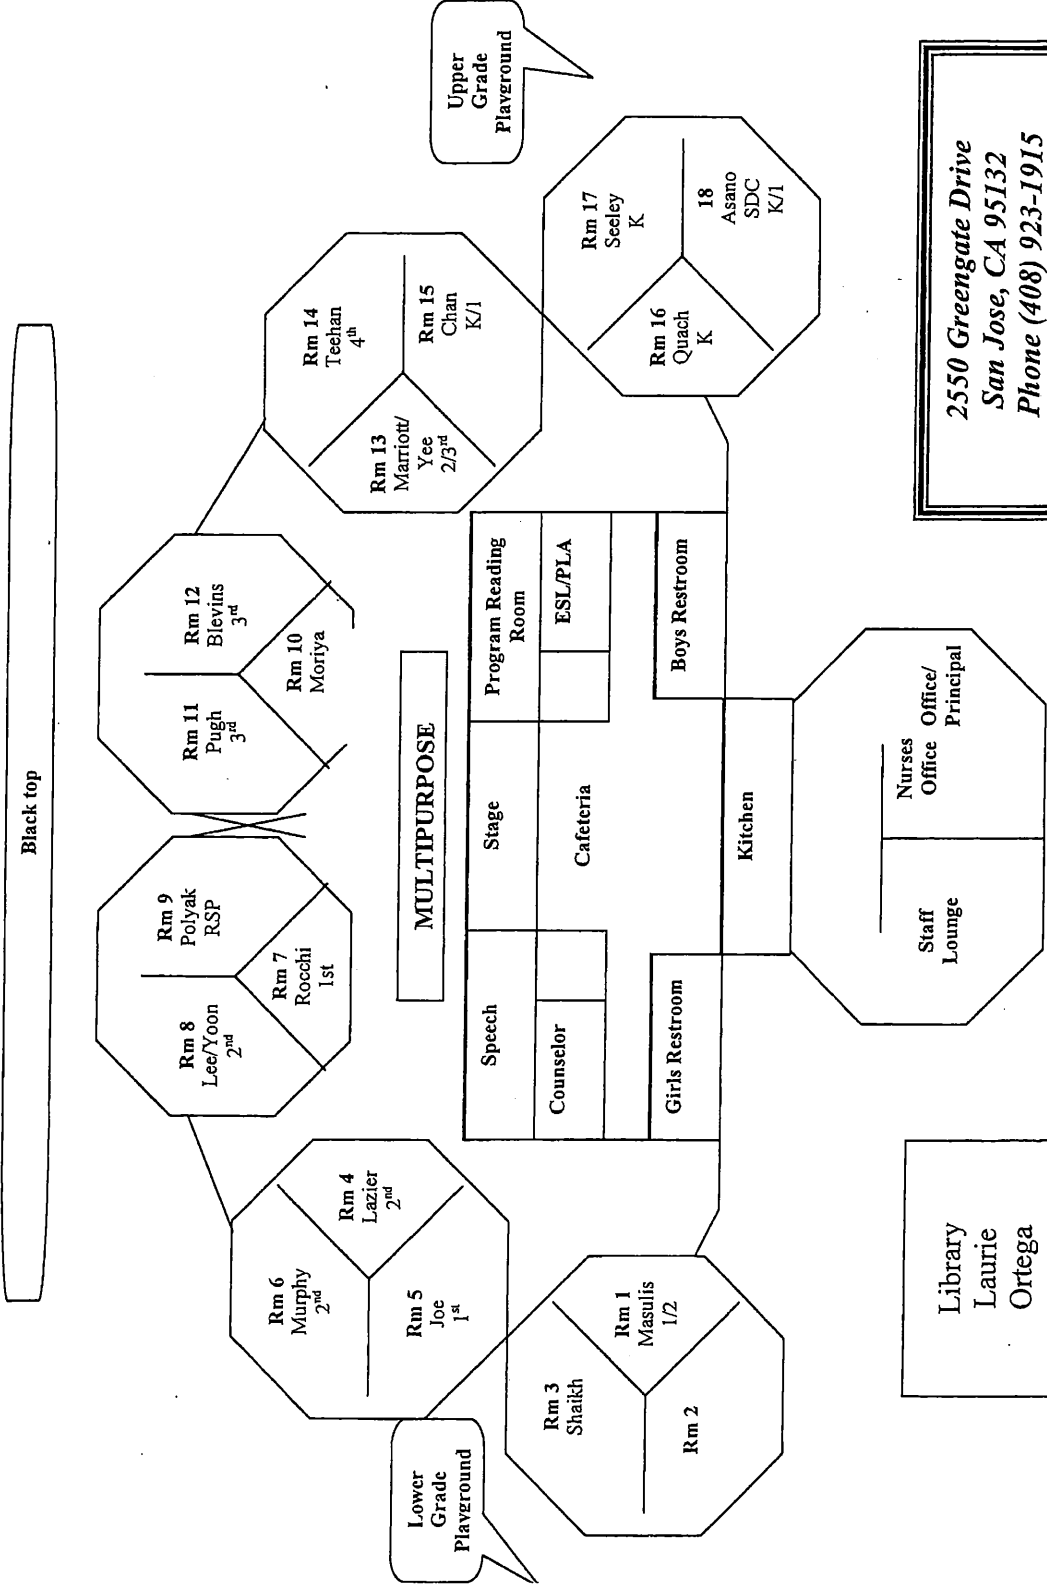 Black top
Rm 8
Lee/Yoon
2nd
Rm 9
Polyak
RSP
Rm 7
Rocchi
1st
Rm 11
Pugh
3rd
Rm 12
Blevins
3rd
Rm 10
Moriya
Rm 6
Murphy
2nd
Rm 4
Lazier
2nd
Rm 5
Joe
1st
Rm 14
Teehan
4th
Rm 15
Chan
K/1
Rm 13
Marriott/
Yee
2/3rd
Upper
Grade
Playground
Lower
Grade
Playground
MULTIPURPOSE
Speech
Stage
Program Reading
Room
Counselor
Cafeteria
ESL/PLA
Girls Restroom
Boys Restroom
Kitchen
Rm 3
Shaikh
Rm 1
Masulis
1/2
Rm 2
Rm 17
Seeley
K
Rm 16
Quach
K
18
Asano
SDC
K/1
Staff
Lounge
Nurses
Office
Office/
Principal
Library
Laurie
Ortega
2550 Greengate Drive
San Jose, CA 95132
Phone (408) 923-1915